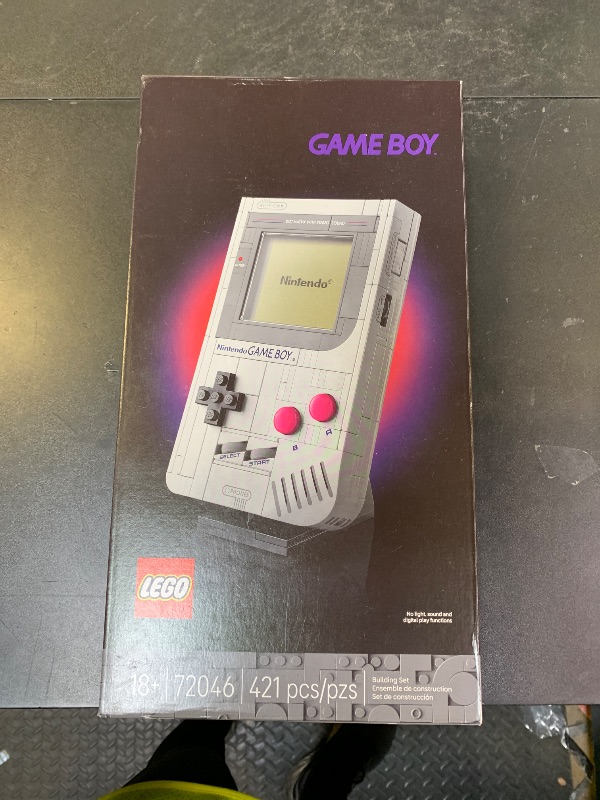 GAME BOY™
Nintendo®
Nintendo GAME BOY®
B
A
SELECT
START
LEGO
No light, sound and
digital play functions
18+ 72046 421 pcs/pzs
Building Set
Ensemble de construction
Set de construcción